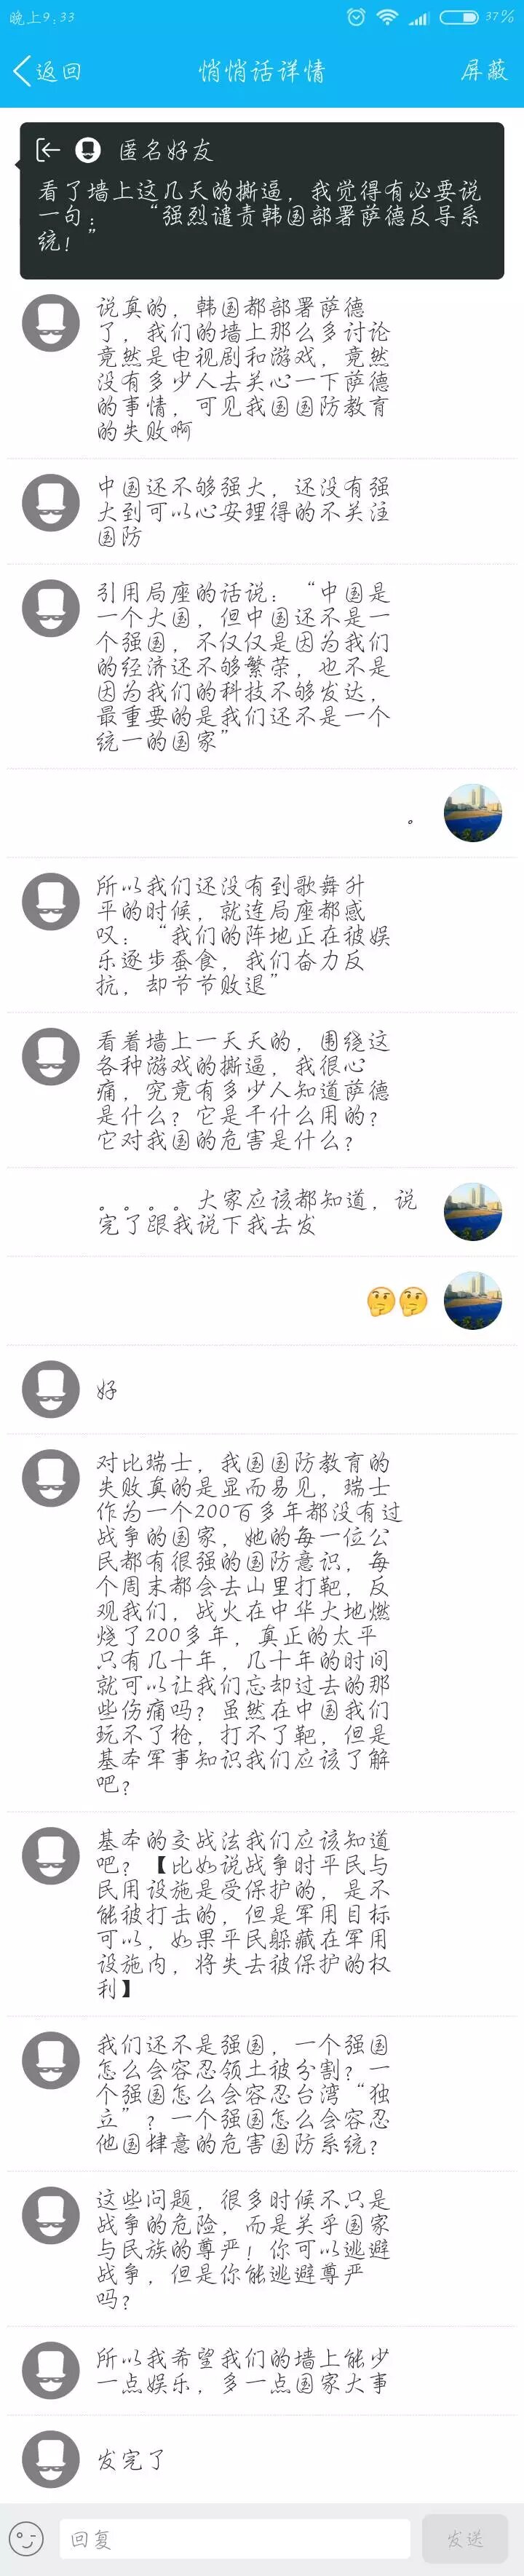 晚上9:33
37%
返回
悄悄话详情
屏蔽
匿名好友
看了墙上这几天的撕逼，我觉得有必要说
一句： “强烈谴责韩国部署萨德反导系
统！”
说真的，韩国都部署萨德
了，我们的墙上那么多讨论
竟然是电视剧和游戏，竟然
没有多少人去关心一下萨德
的事情，可见我国国防教育
的失败啊
中国还不够强大，还没有强
大到可以心安理得的不关注
国防
引用局座的话说：“中国是
一个大国，但中国还不是一
个强国，不仅仅是因为我们
的经济还不够繁荣，也不是
因为我们的科技不够发达，
最重要的是我们还不是一个
统一的国家”
。
所以我们还没有到歌舞升
平的时候，就连局座都感
叹：“我们的阵地正在被娱
乐逐步蚕食，我们奋力反
抗，却节节败退”
看着墙上一天天的，围绕这
各种游戏的撕逼，我很心
痛，究竟有多少人知道萨德
是什么？它是干什么用的？
它对我国的危害是什么？
。。。。大家应该都知道，说
完了跟我说下我去发
🤔🤔
好
对比瑞士，我国国防教育的
失败真的是显而易见，瑞士
作为一个200百多年都没有过
战争的国家，她的每一位公
民都有很强的国防意识，每
个周末都会去山里打靶，反
观我们，战火在中华大地燃
烧了200多年，真正的太平
只有几十年，几十年的时间
就可以让我们忘却过去的那
些伤痛吗？虽然在中国我们
玩不了枪，打不了靶，但是
基本军事知识我们应该了解
吧？
基本的交战法我们应该知道
吧？【比如说战争时平民与
民用设施是受保护的，是不
能被打击的，但是军用目标
可以，如果平民躲藏在军用
设施内，将失去被保护的权
利】
我们还不是强国，一个强国
怎么会容忍领土被分割？一
个强国怎么会容忍台湾“独
立”？一个强国怎么会容忍
他国肆意的危害国防系统？
这些问题，很多时候不只是
战争的危险，而是关乎国家
与民族的尊严！你可以逃避
战争，但是你能逃避尊严
吗？
所以我希望我们的墙上能少
一点娱乐，多一点国家大事
发完了
回复
发送